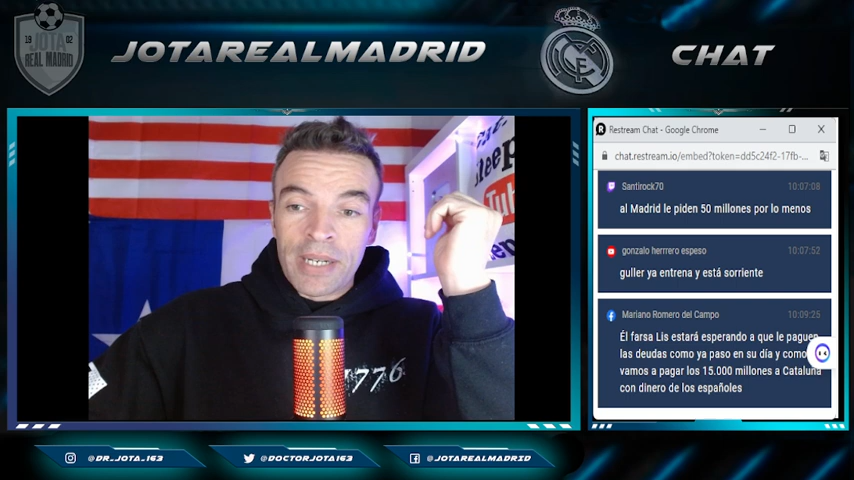 19 02
JOTA
REAL MADRID
JOTAREALMADRID
CHAT
Restream Chat - Google Chrome
chat.restream.io/embed?token=dd5c24f2-17fb-...
Santirock70 10:07:08
al Madrid le piden 50 millones por lo menos
gonzalo herrrero espeso 10:07:52
guller ya entrena y está sorriente
Mariano Romero del Campo 10:09:25
Él farsa Lis estará esperando a que le paguen
las deudas como ya paso en su día y como
vamos a pagar los 15.000 millones a Cataluña
con dinero de los españoles
1776
@DR_JOTA_163
@DOCTORJOTA163
@JOTAREALMADRID